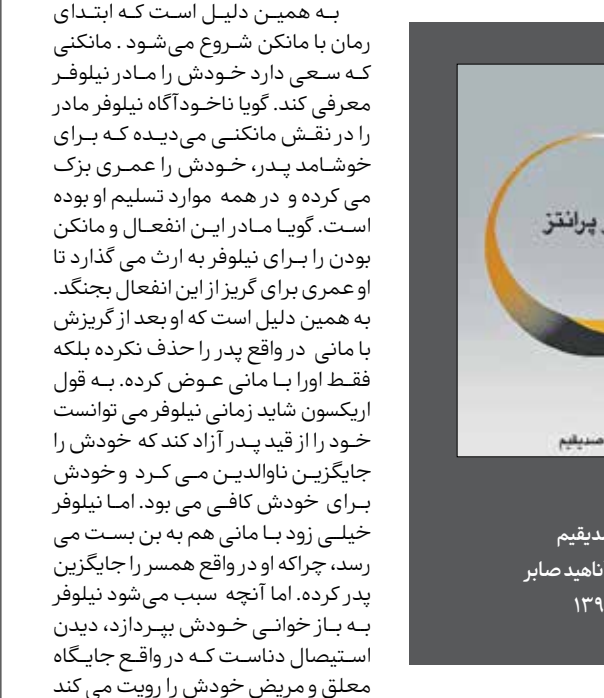 به همین دلیل است که ابتدای
رمان با مانکن شروع می‌شود . مانکنی
که سعی دارد خودش را مادر نیلوفر
معرفی کند. گویا ناخودآگاه نیلوفر مادر
را در نقش مانکنی می‌دیده که برای
خوشامد پدر، خودش را عمری بزک
می کرده و در همه موارد تسلیم او بوده
است. گویا مادر این انفعال و مانکن
بودن را برای نیلوفر به ارث می گذارد تا
او عمری برای گریز از این انفعال بجنگد.
به همین دلیل است که او بعد از گریزش
با مانی در واقع پدر را حذف نکرده بلکه
فقط اورا با مانی عوض کرده. به قول
اریکسون شاید زمانی نیلوفر می توانست
خود را از قید پدر آزاد کند که خودش را
جایگزین ناوالدین می کرد و خودش
برای خودش کافی می بود. اما نیلوفر
خیلی زود با مانی هم به بن بست می
رسد، چراکه او در واقع همسر را جایگزین
پدر کرده. اما آنچه سبب می‌شود نیلوفر
به باز خوانی خودش بپردازد، دیدن
استیصال دناست که در واقع جایگاه
معلق و مریض خودش را رویت می کند
پرانتز
صدیقیم
دیقیم
ناهید صابر
۱۳۹